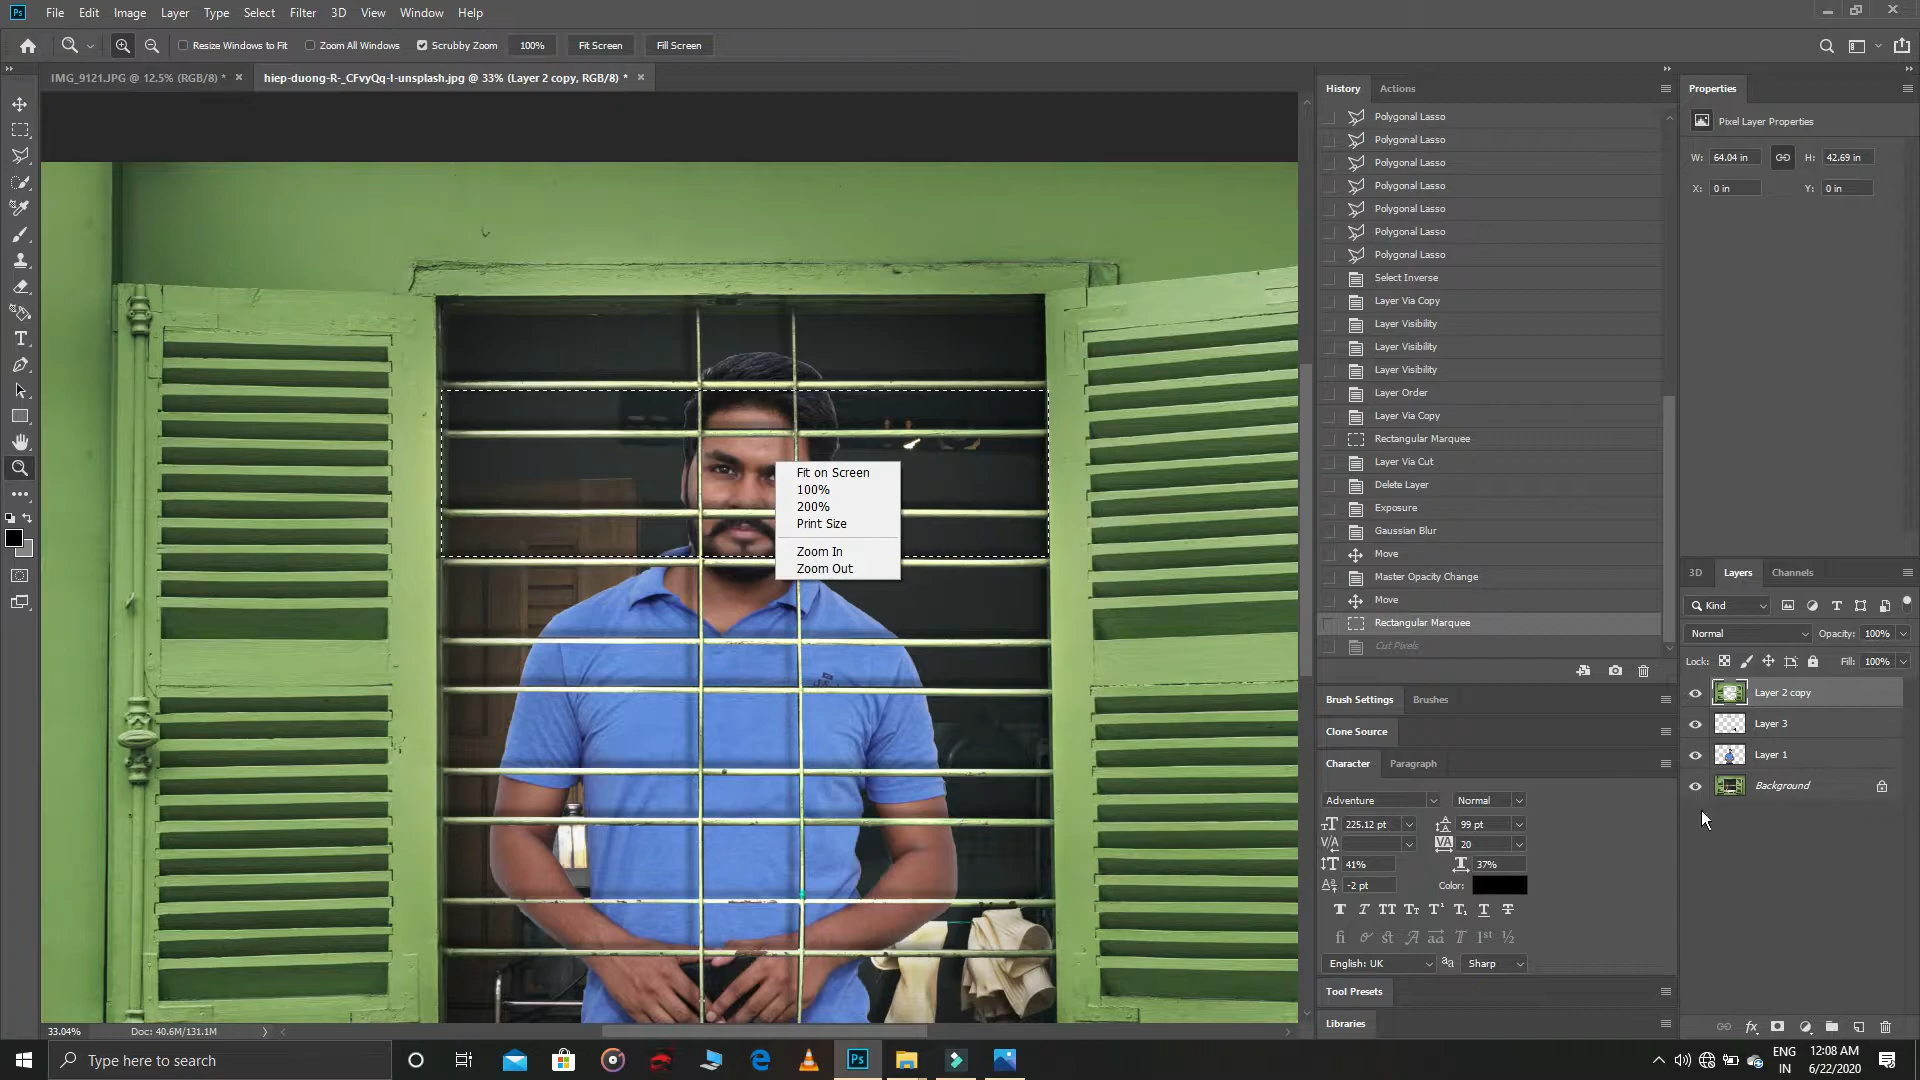 Ps File Edit Image Layer Type Select Filter 3D View Window Help
Resize Windows to Fit Zoom All Windows Scrubby Zoom 100% Fit Screen Fill Screen
IMG_9121.JPG @ 12.5% (RGB/8) * × hiep-duong-R-_CFvyQq-I-unsplash.jpg @ 33% (Layer 2 copy, RGB/8) * ×
Fit on Screen
100%
200%
Print Size
Zoom In
Zoom Out
33.04% Doc: 40.6M/131.1M
History Actions
Polygonal Lasso
Polygonal Lasso
Polygonal Lasso
Polygonal Lasso
Polygonal Lasso
Polygonal Lasso
Polygonal Lasso
Select Inverse
Layer Via Copy
Layer Visibility
Layer Visibility
Layer Visibility
Layer Order
Layer Via Copy
Rectangular Marquee
Layer Via Cut
Delete Layer
Exposure
Gaussian Blur
Move
Master Opacity Change
Move
Rectangular Marquee
Cut Pixels
Brush Settings Brushes
Clone Source
Character Paragraph
Adventure Normal
225.12 pt 99 pt
20
41% 37%
-2 pt Color:
English: UK Sharp
Tool Presets
Libraries
Properties
Pixel Layer Properties
W: 64.04 in H: 42.69 in
X: 0 in Y: 0 in
3D Layers Channels
Kind
Normal Opacity: 100%
Lock: Fill: 100%
Layer 2 copy
Layer 3
Layer 1
Background
Type here to search
Ps
ENG
IN
12:08 AM
6/22/2020